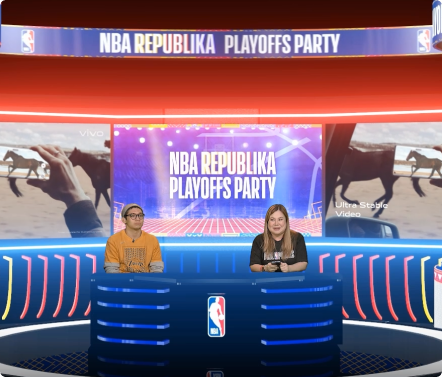 NBA REPUBLIKA PLAYOFFS PARTY
vivo
NBA REPUBLIKA
PLAYOFFS PARTY
Ultra Stable
Video